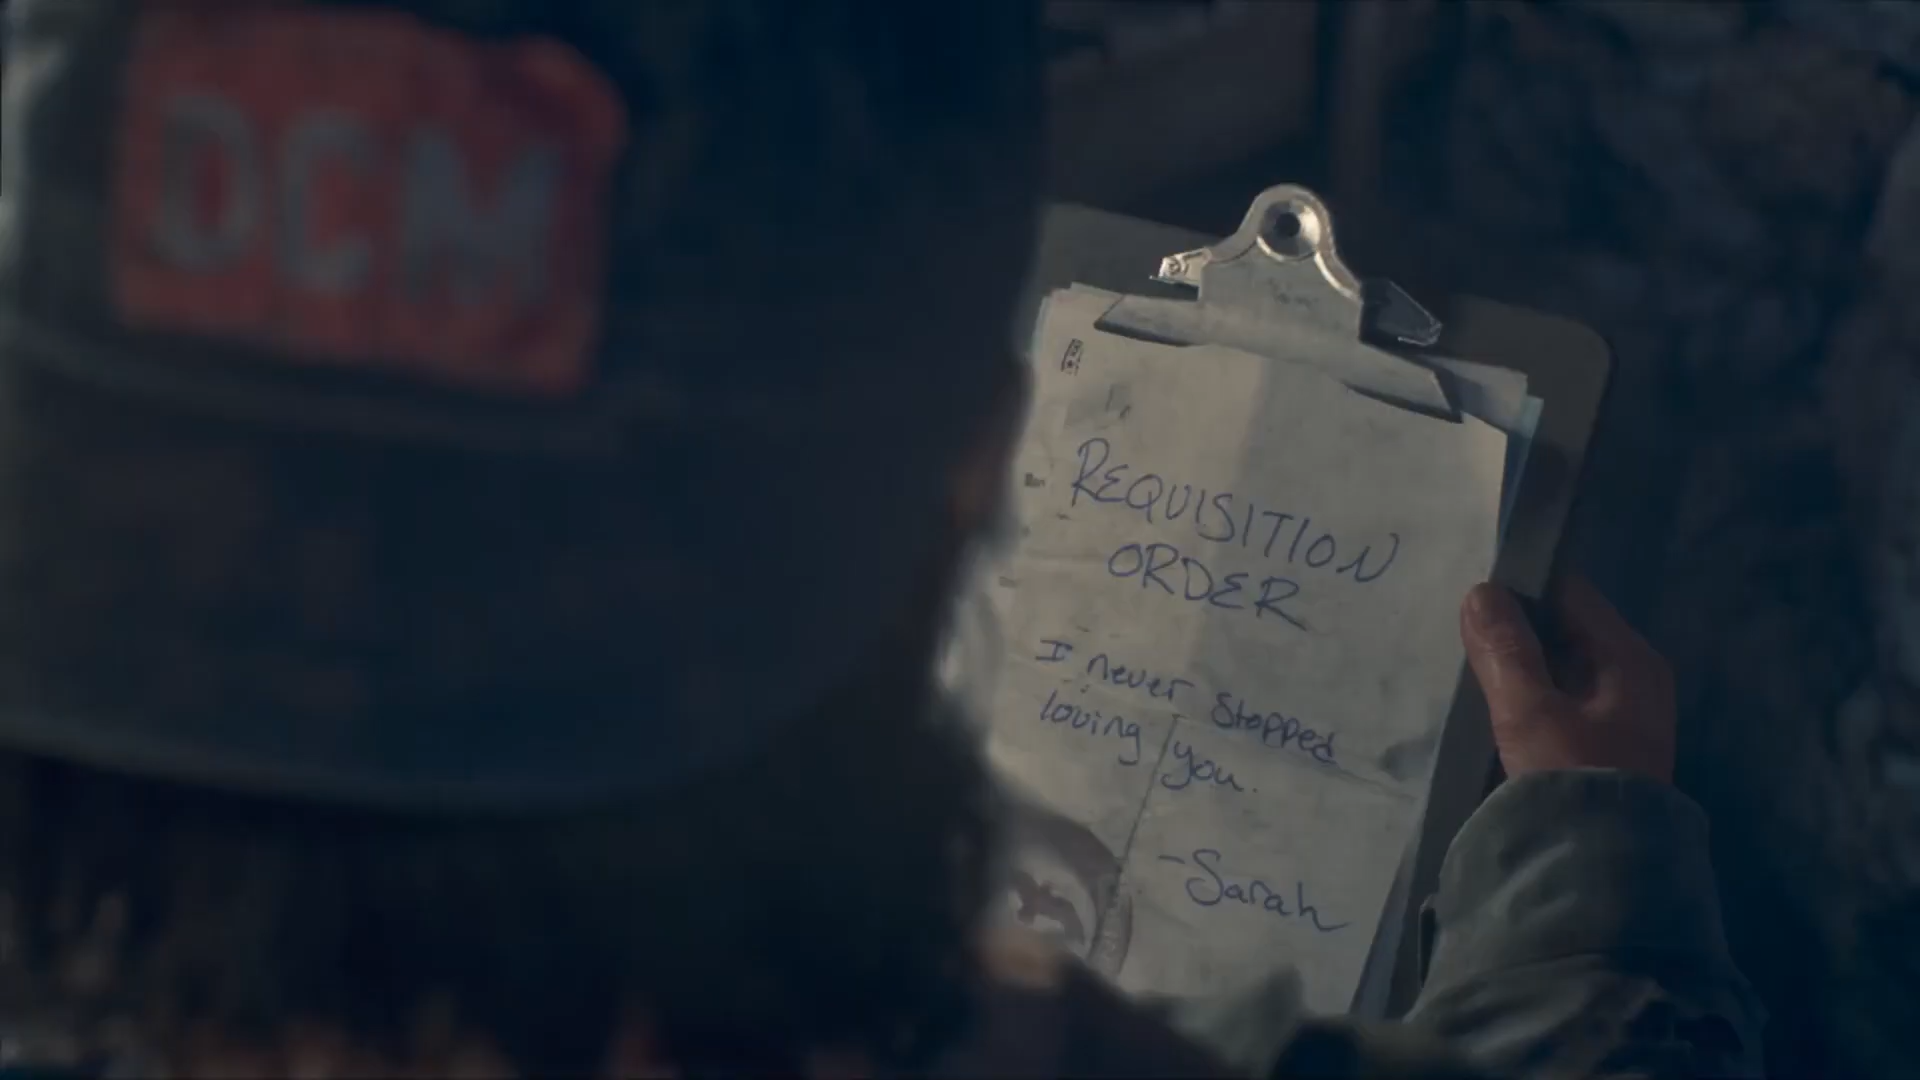 DCM
REQUISITION
ORDER
I never stopped
loving you.
-Sarah